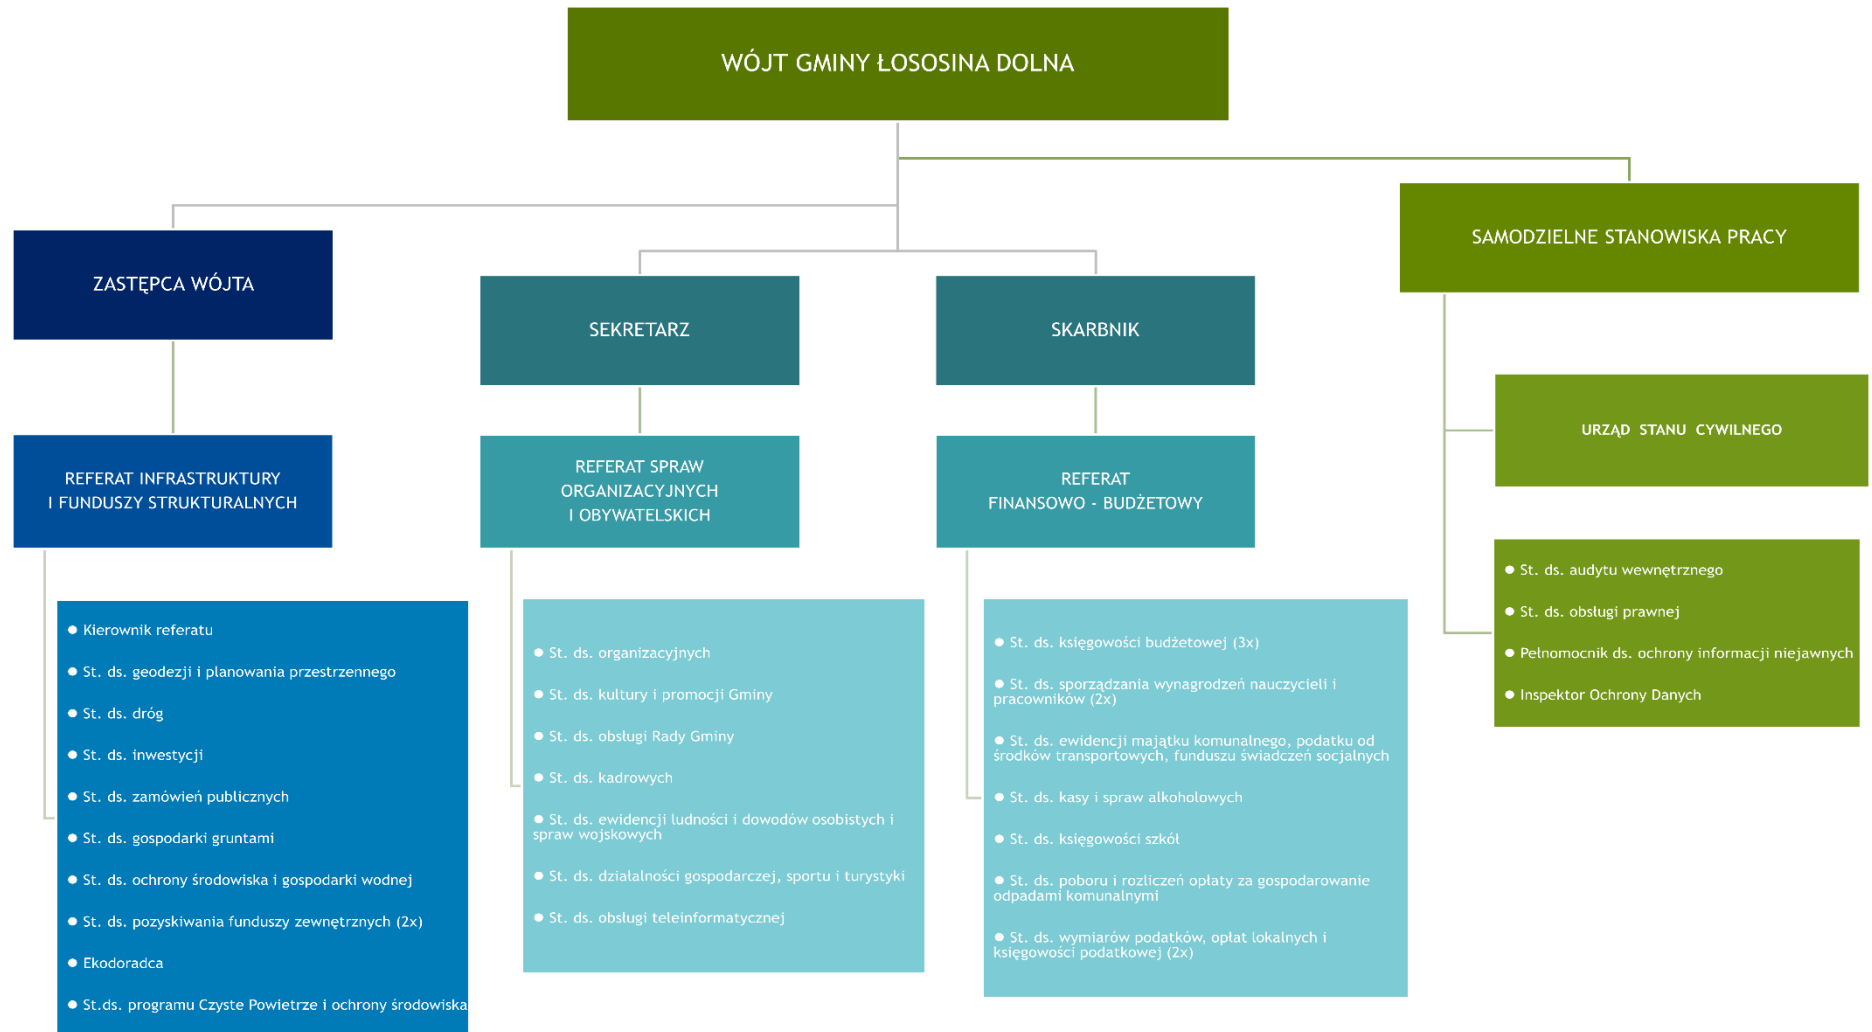 WÓJT GMINY ŁOSOSINA DOLNA
ZASTĘPCA WÓJTA
REFERAT INFRASTRUKTURY
I FUNDUSZY STRUKTURALNYCH
● Kierownik referatu
● St. ds. geodezji i planowania przestrzennego
● St. ds. dróg
● St. ds. inwestycji
● St. ds. zamówień publicznych
● St. ds. gospodarki gruntami
● St. ds. ochrony środowiska i gospodarki wodnej
● St. ds. pozyskiwania funduszy zewnętrznych (2x)
● Ekodoradca
● St.ds. programu Czyste Powietrze i ochrony środowiska
SEKRETARZ
REFERAT SPRAW
ORGANIZACYJNYCH
I OBYWATELSKICH
● St. ds. organizacyjnych
● St. ds. kultury i promocji Gminy
● St. ds. obsługi Rady Gminy
● St. ds. kadrowych
● St. ds. ewidencji ludności i dowodów osobistych i
spraw wojskowych
● St. ds. działalności gospodarczej, sportu i turystyki
● St. ds. obsługi teleinformatycznej
SKARBNIK
REFERAT
FINANSOWO - BUDŻETOWY
● St. ds. księgowości budżetowej (3x)
● St. ds. sporządzania wynagrodzeń nauczycieli i
pracowników (2x)
● St. ds. ewidencji majątku komunalnego, podatku od
środków transportowych, funduszu świadczeń socjalnych
● St. ds. kasy i spraw alkoholowych
● St. ds. księgowości szkół
● St. ds. poboru i rozliczeń opłaty za gospodarowanie
odpadami komunalnymi
● St. ds. wymiarów podatków, opłat lokalnych i
księgowości podatkowej (2x)
SAMODZIELNE STANOWISKA PRACY
URZĄD STANU CYWILNEGO
● St. ds. audytu wewnętrznego
● St. ds. obsługi prawnej
● Pełnomocnik ds. ochrony informacji niejawnych
● Inspektor Ochrony Danych